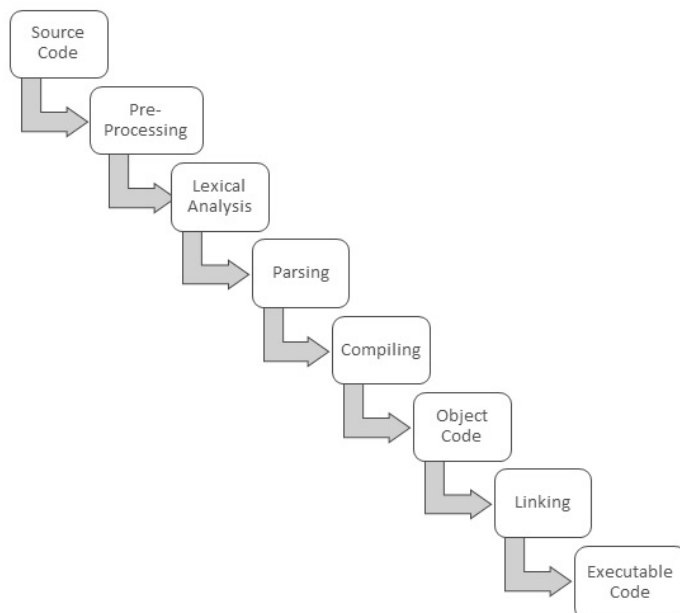 Source
Code
Pre-
Processing
Lexical
Analysis
Parsing
Compiling
Object
Code
Linking
Executable
Code